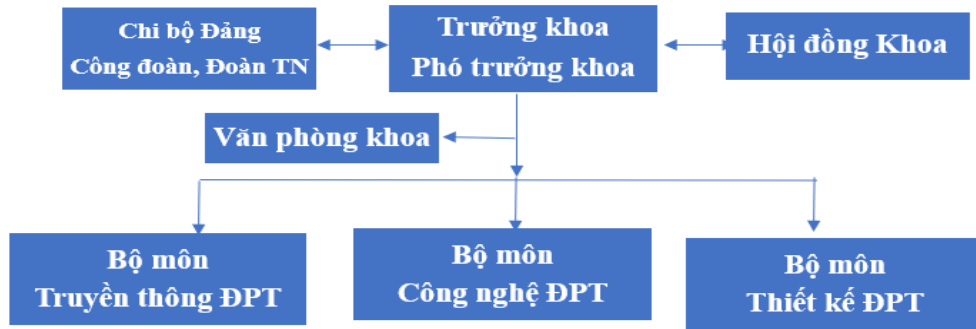 Chi bộ Đảng
Công đoàn, Đoàn TN
Trưởng khoa
Phó trưởng khoa
Hội đồng Khoa
Văn phòng khoa
Bộ môn
Truyền thông ĐPT
Bộ môn
Công nghệ ĐPT
Bộ môn
Thiết kế ĐPT